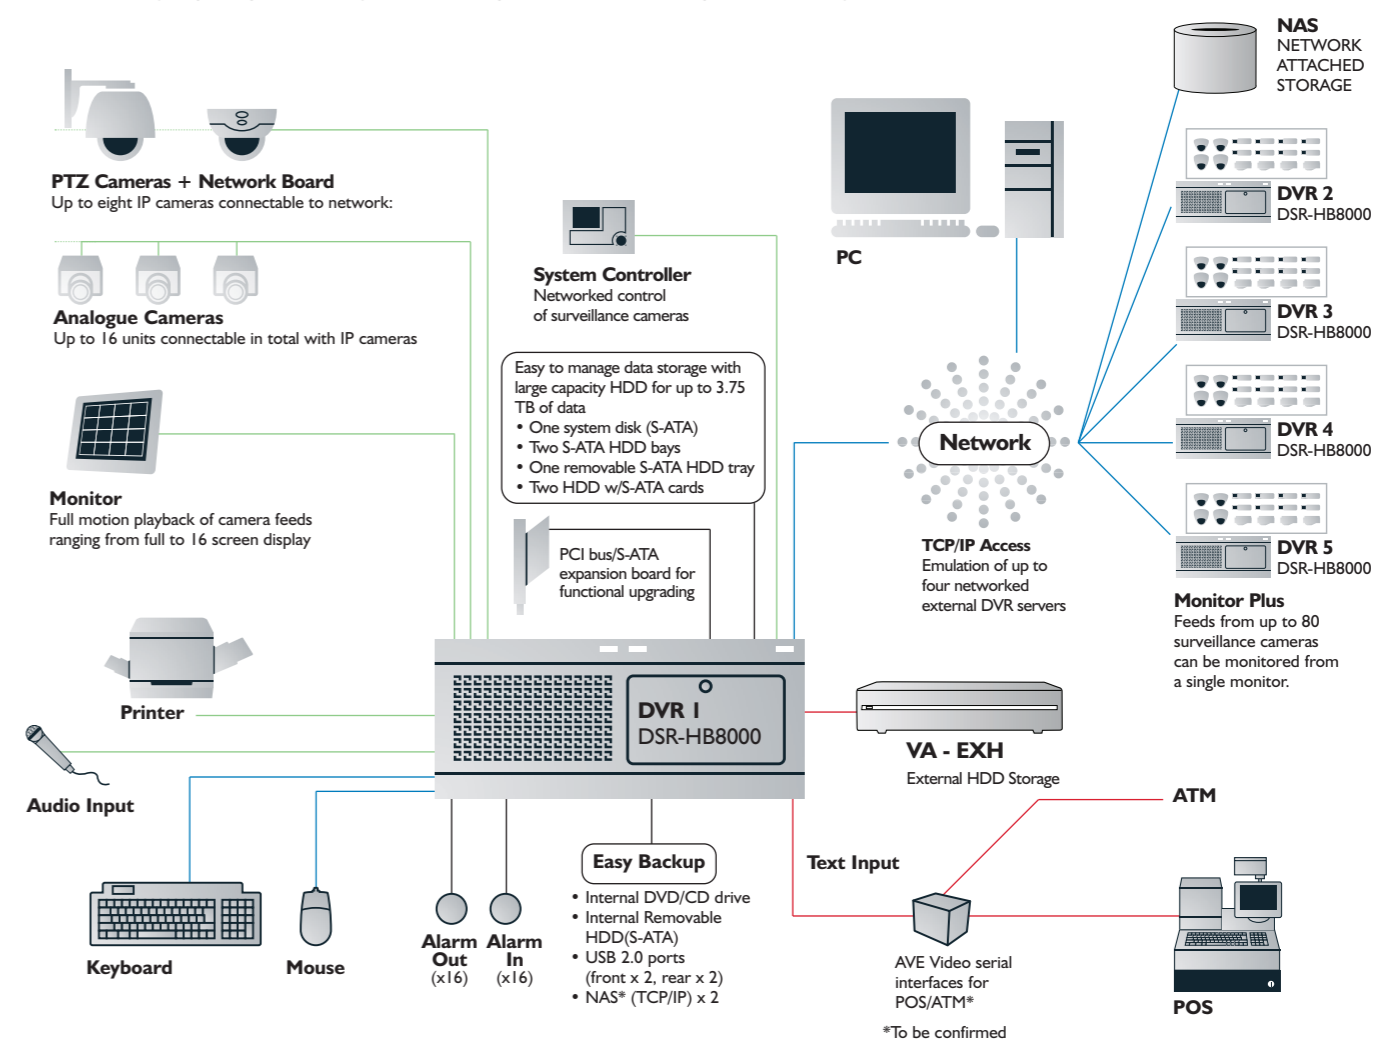 NAS
NETWORK
ATTACHED
STORAGE
PTZ Cameras + Network Board
Up to eight IP cameras connectable to network:
Analogue Cameras
Up to 16 units connectable in total with IP cameras
System Controller
Networked control
of surveillance cameras
PC
DVR 2
DSR-HB8000
DVR 3
DSR-HB8000
DVR 4
DSR-HB8000
DVR 5
DSR-HB8000
Easy to manage data storage with
large capacity HDD for up to 3.75
TB of data
• One system disk (S-ATA)
• Two S-ATA HDD bays
• One removable S-ATA HDD tray
• Two HDD w/S-ATA cards
Network
Monitor
Full motion playback of camera feeds
ranging from full to 16 screen display
PCI bus/S-ATA
expansion board for
functional upgrading
TCP/IP Access
Emulation of up to
four networked
external DVR servers
Monitor Plus
Feeds from up to 80
surveillance cameras
can be monitored from
a single monitor.
Printer
DVR 1
DSR-HB8000
VA - EXH
External HDD Storage
Audio Input
ATM
Easy Backup
• Internal DVD/CD drive
• Internal Removable
HDD(S-ATA)
• USB 2.0 ports
(front x 2, rear x 2)
• NAS* (TCP/IP) x 2
Text Input
Keyboard
Mouse
Alarm
Out
(x16)
Alarm
In
(x16)
AVE Video serial
interfaces for
POS/ATM*
*To be confirmed
POS